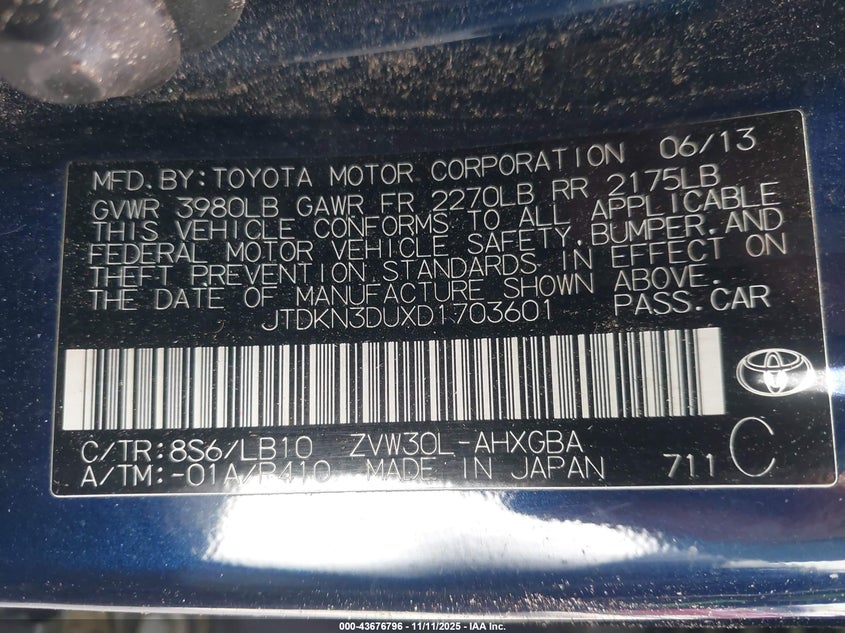 MFD.BY:TOYOTA MOTOR CORPORATION 06/13
GVWR 3980LB GAWR FR 2270LB RR 2175LB
THIS VEHICLE CONFORMS TO ALL APPLICABLE
FEDERAL MOTOR VEHICLE SAFETY,BUMPER,AND
THEFT PREVENTION STANDARDS IN EFFECT ON
THE DATE OF MANUFACTURE SHOWN ABOVE.
JTDKN3DUXD1703601 PASS.CAR
C/TR:8S6/LB10 ZVW30L-AHXGBA
A/TM:-01A/P410 MADE IN JAPAN 711 C
000-43676796 - 11/11/2025 - IAA Inc.